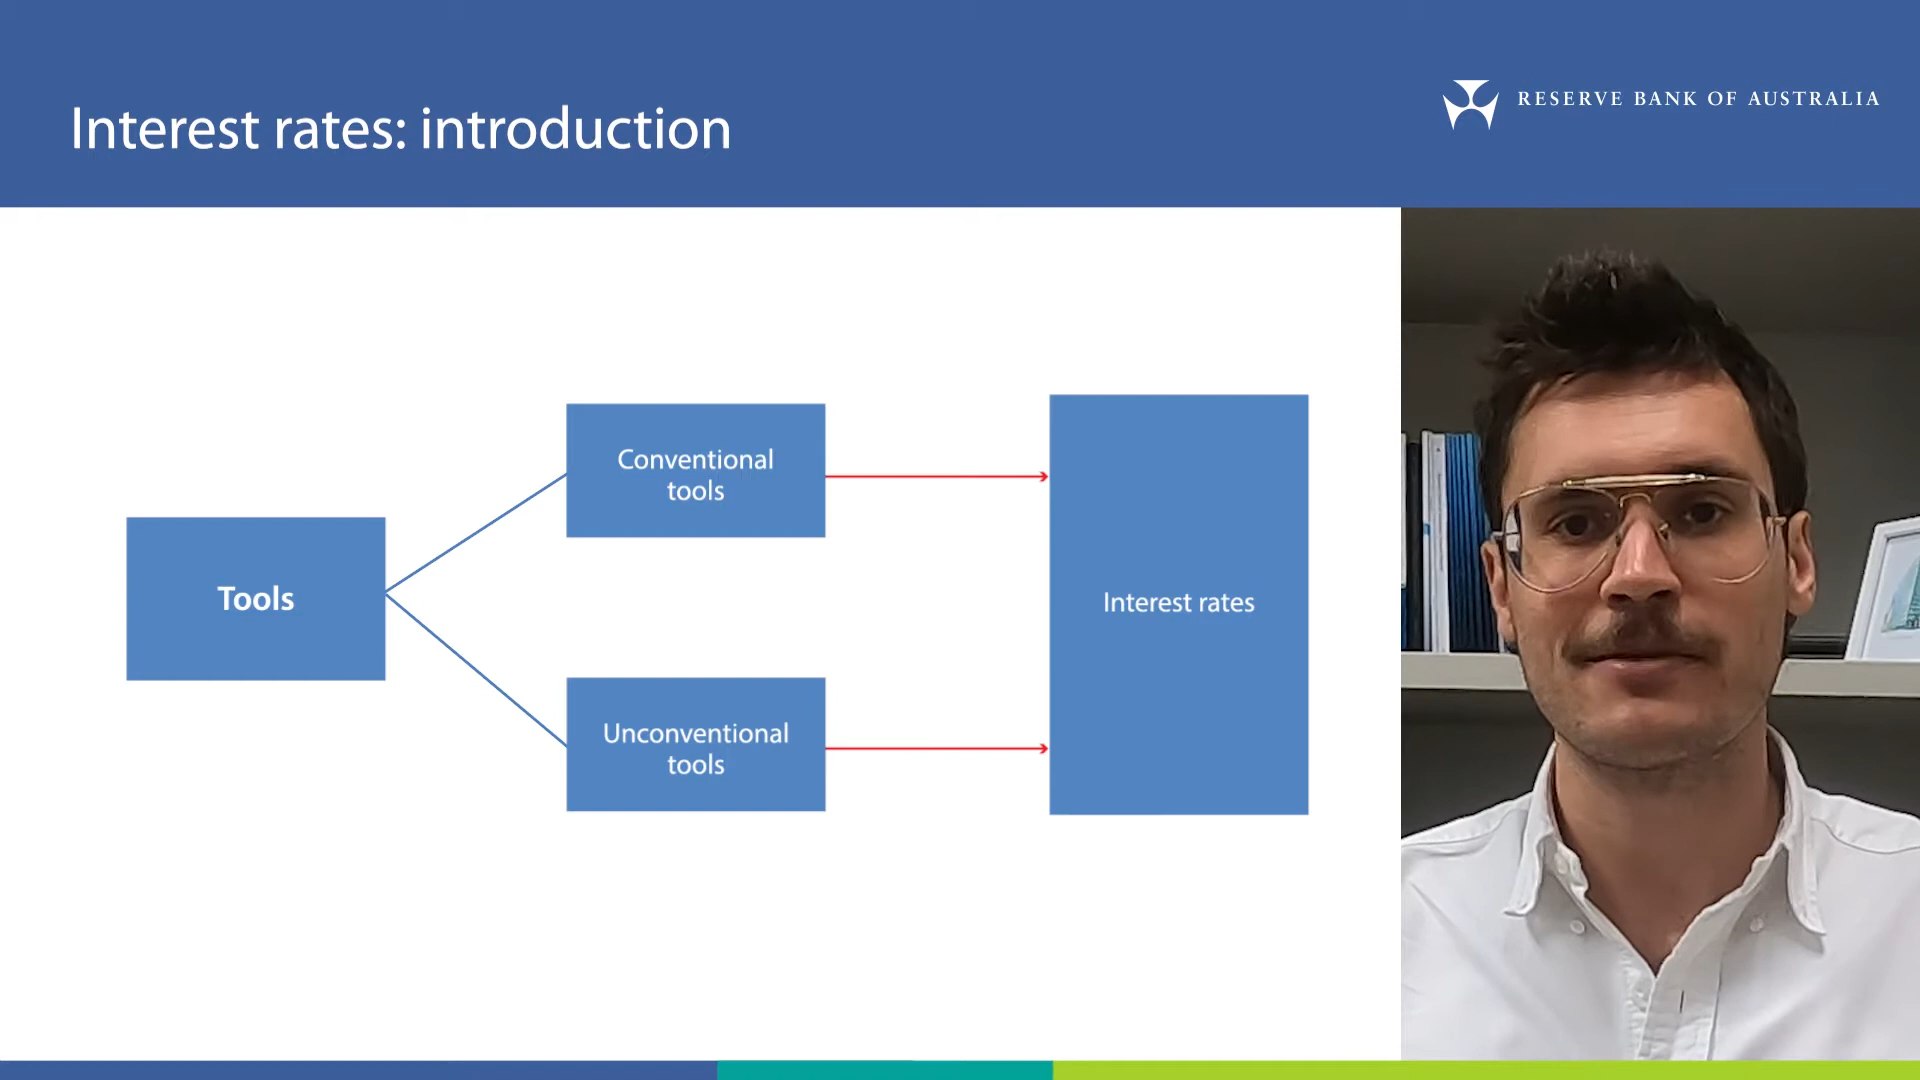 Interest rates: introduction
RESERVE BANK OF AUSTRALIA
Tools
Conventional
tools
Unconventional
tools
Interest rates